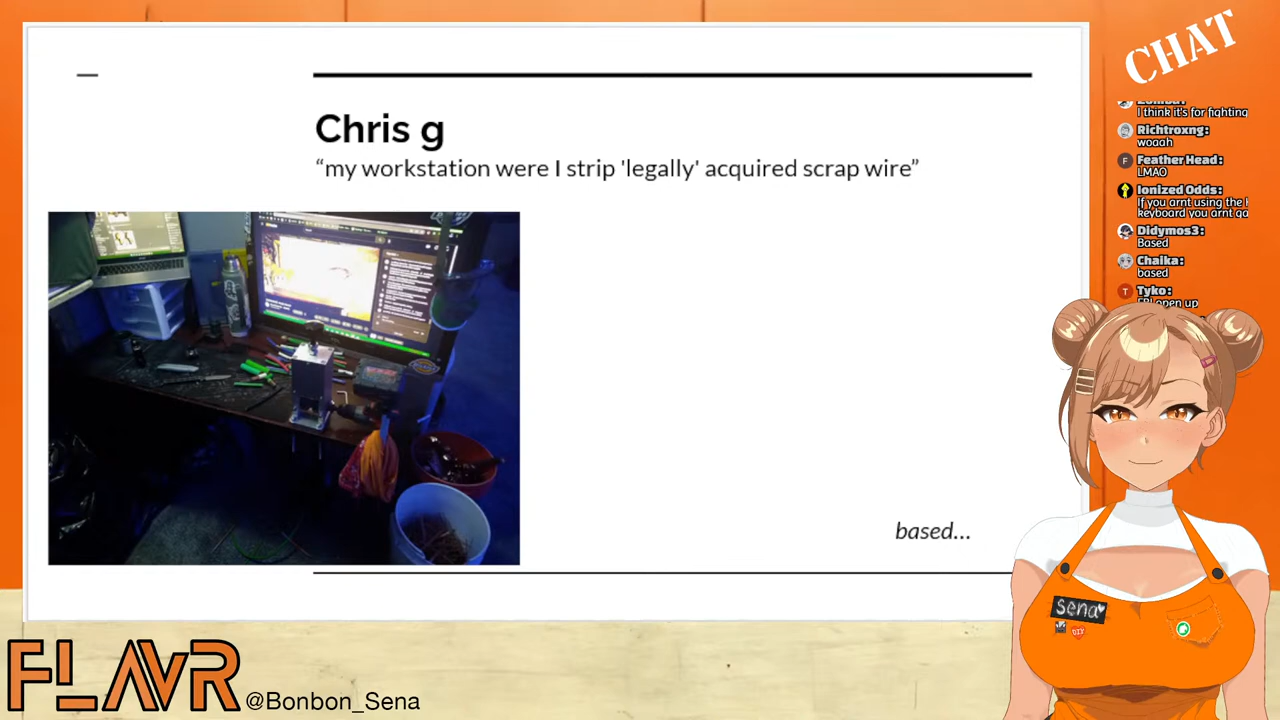 CHAT
I think it's for fighting
Richtroxng:
woaah
Feather Head:
LMAO
Ionized Odds:
If you arnt using the
keyboard you arnt
Didymos3:
Based
Chaika:
based
Tyko:
open up
Chris g
“my workstation were I strip 'legally' acquired scrap wire”
based...
sena
DIY
FLAVR
@Bonbon_Sena